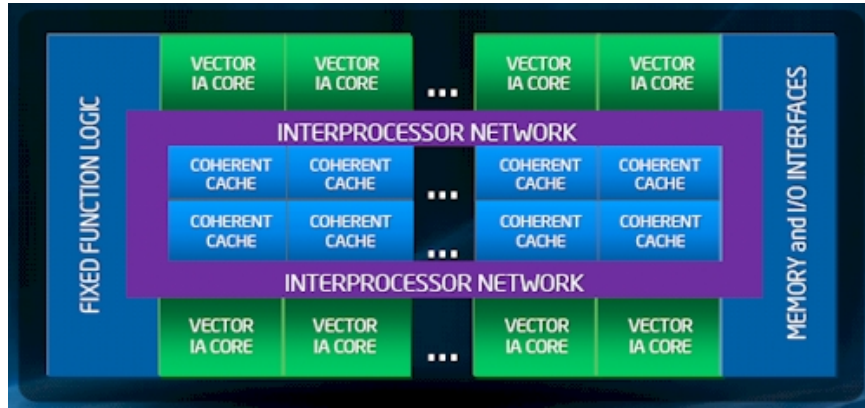 FIXED FUNCTION LOGIC
VECTOR IA CORE
VECTOR IA CORE
...
VECTOR IA CORE
VECTOR IA CORE
INTERPROCESSOR NETWORK
COHERENT CACHE
COHERENT CACHE
...
COHERENT CACHE
COHERENT CACHE
COHERENT CACHE
COHERENT CACHE
...
COHERENT CACHE
COHERENT CACHE
INTERPROCESSOR NETWORK
VECTOR IA CORE
VECTOR IA CORE
...
VECTOR IA CORE
VECTOR IA CORE
MEMORY and I/O INTERFACES